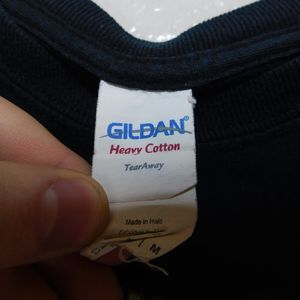 GILDAN®
Heavy Cotton
TearAway
Made in Haiti
M